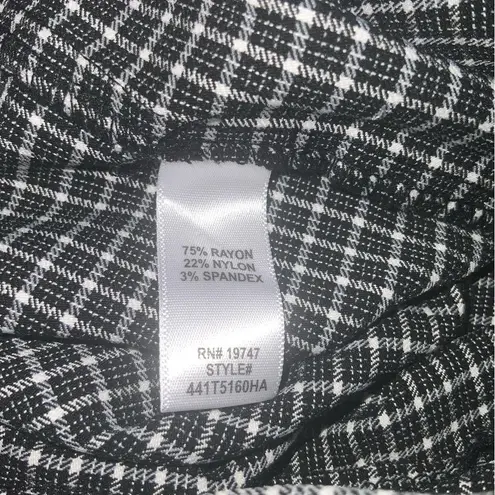 75% RAYON
22% NYLON
3% SPANDEX
RN# 19747
STYLE#
441T5160HA